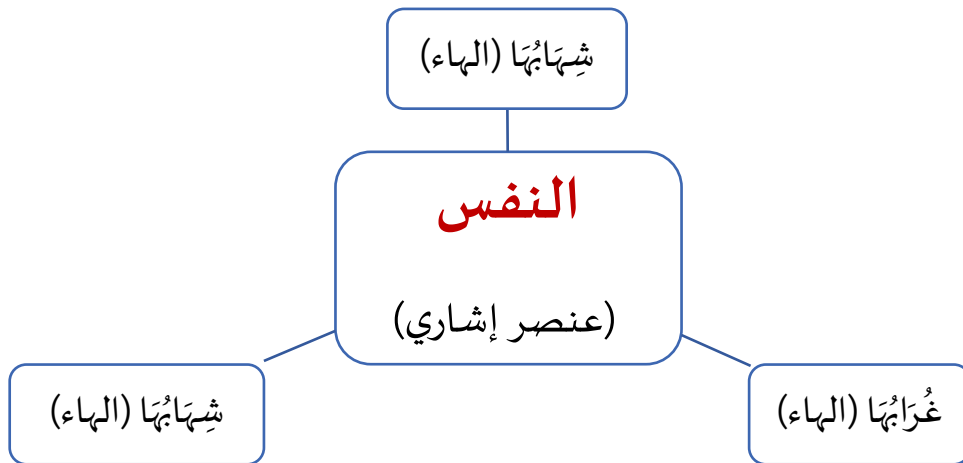 شِهَابُهَا (الهاء)
النفس
(عنصر إشاري)
غُرَابُهَا (الهاء)
شِهَابُهَا (الهاء)